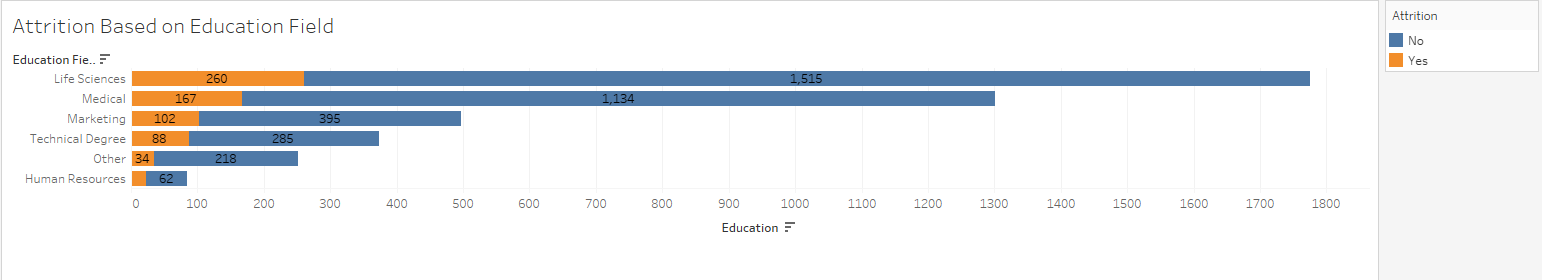 Attrition Based on Education Field
Attrition
No
Yes
Education Fie..
Life Sciences 260 1,515
Medical 167 1,134
Marketing 102 395
Technical Degree 88 285
Other 34 218
Human Resources 62
0 100 200 300 400 500 600 700 800 900 1000 1100 1200 1300 1400 1500 1600 1700 1800
Education